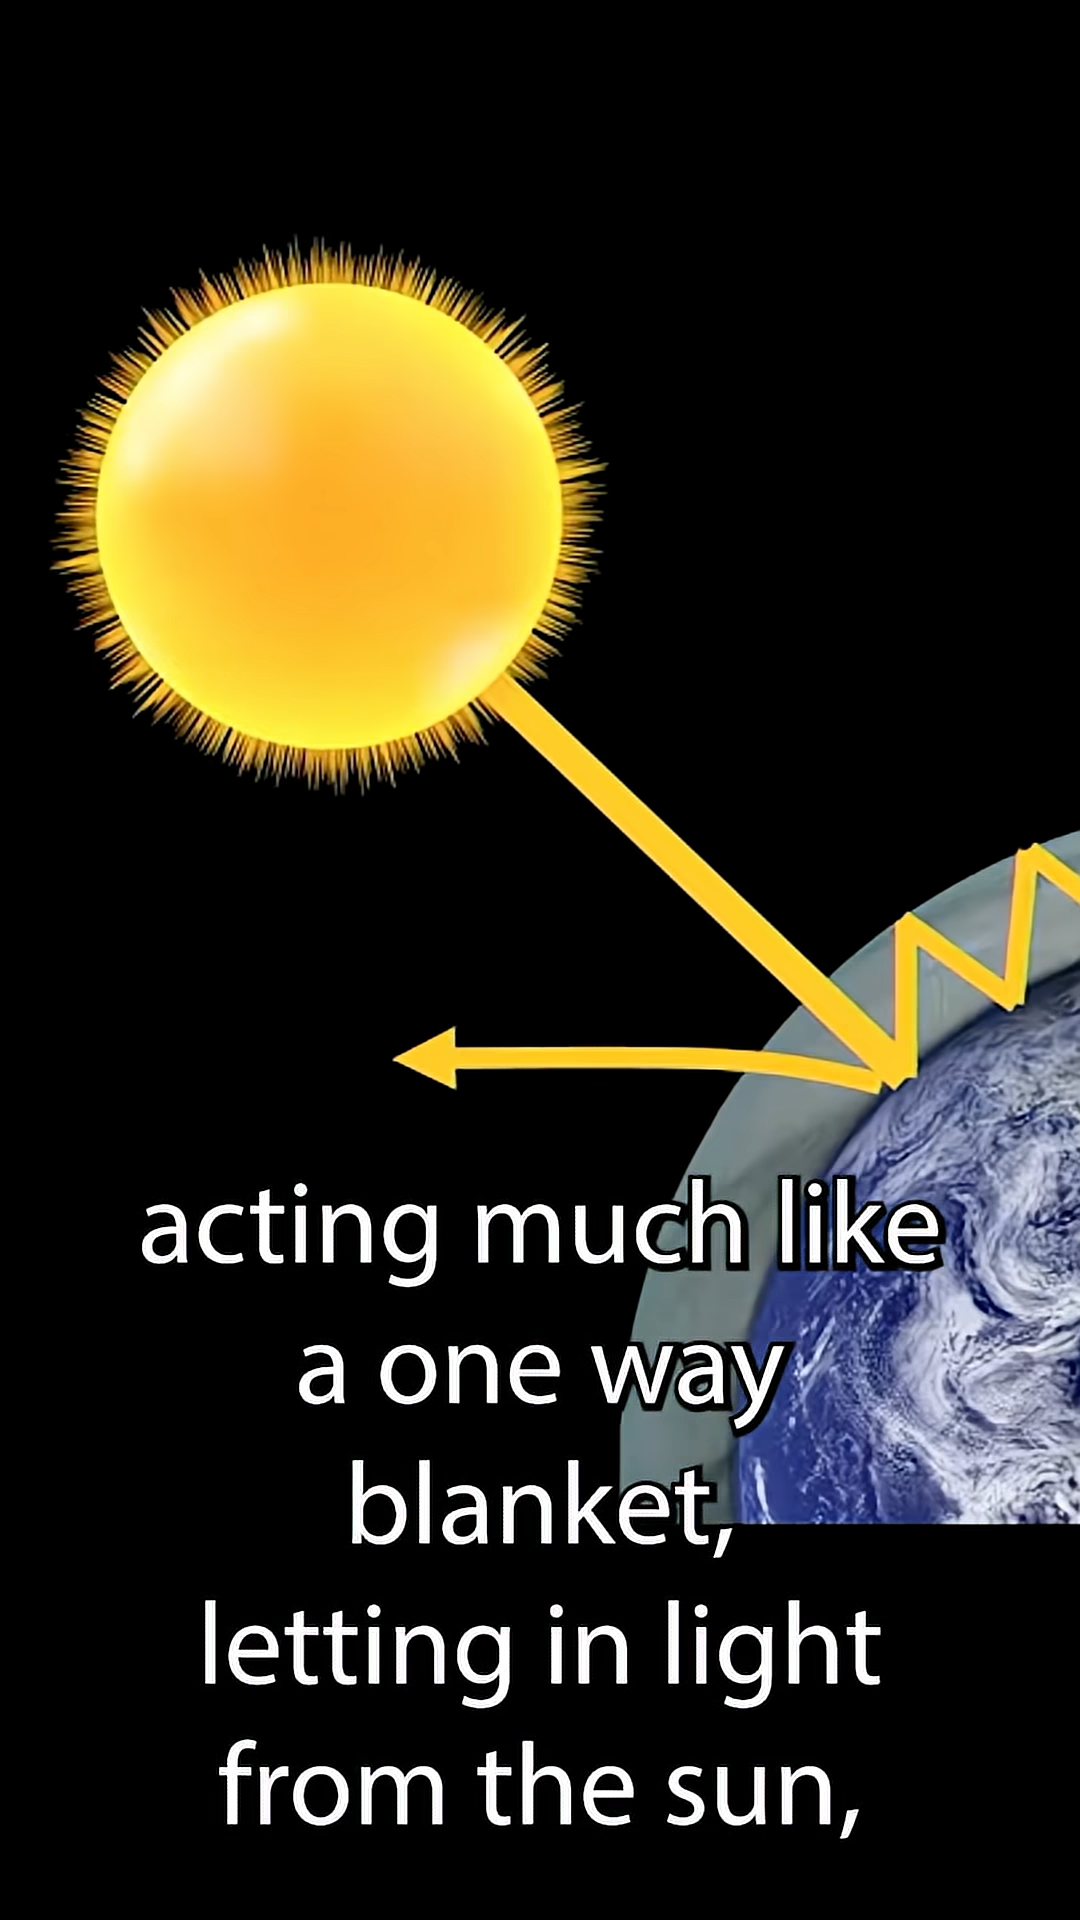 acting much like
a one way
blanket,
letting in light
from the sun,